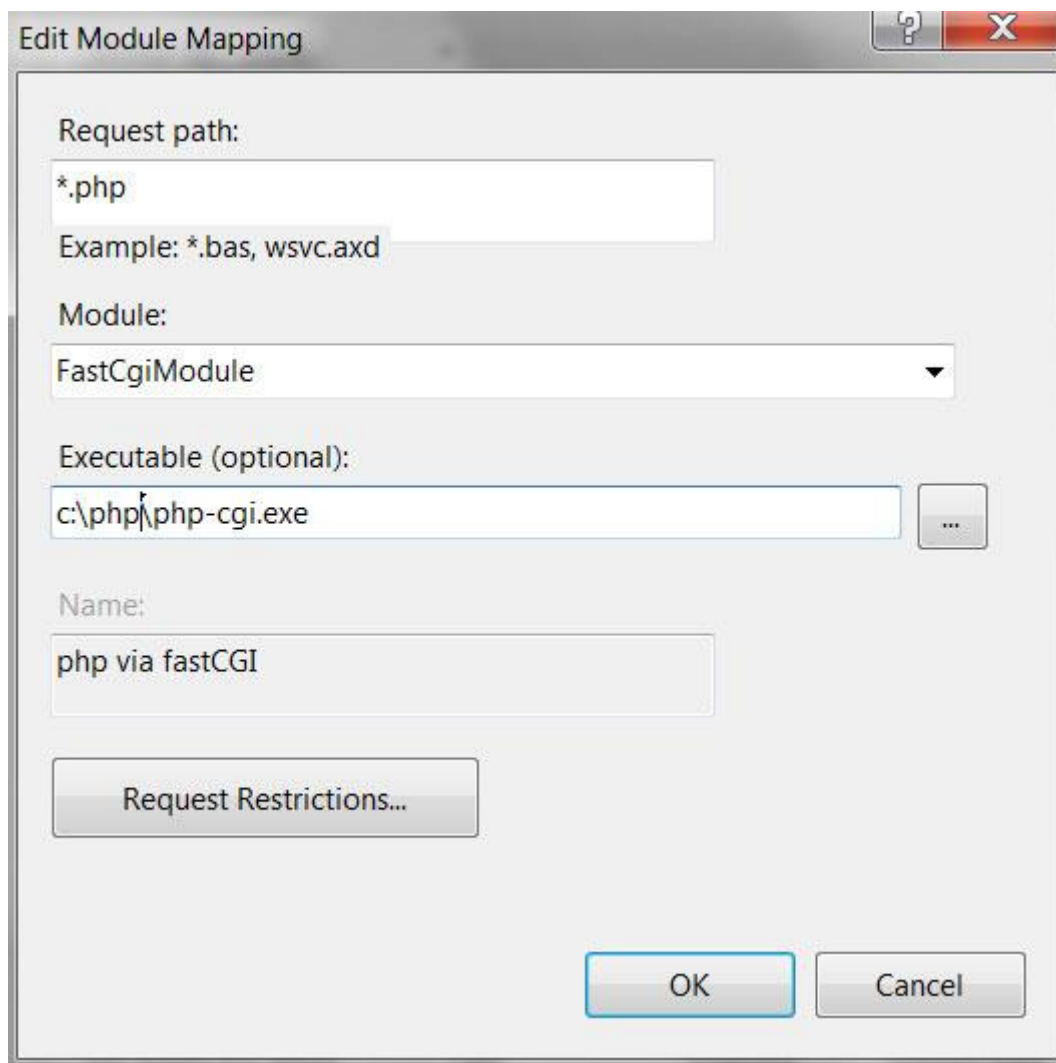 Edit Module Mapping
Request path:
*.php
Example: *.bas, wsvc.axd
Module:
FastCgiModule
Executable (optional):
c:\php\php-cgi.exe
...
Name:
php via fastCGI
Request Restrictions...
OK
Cancel